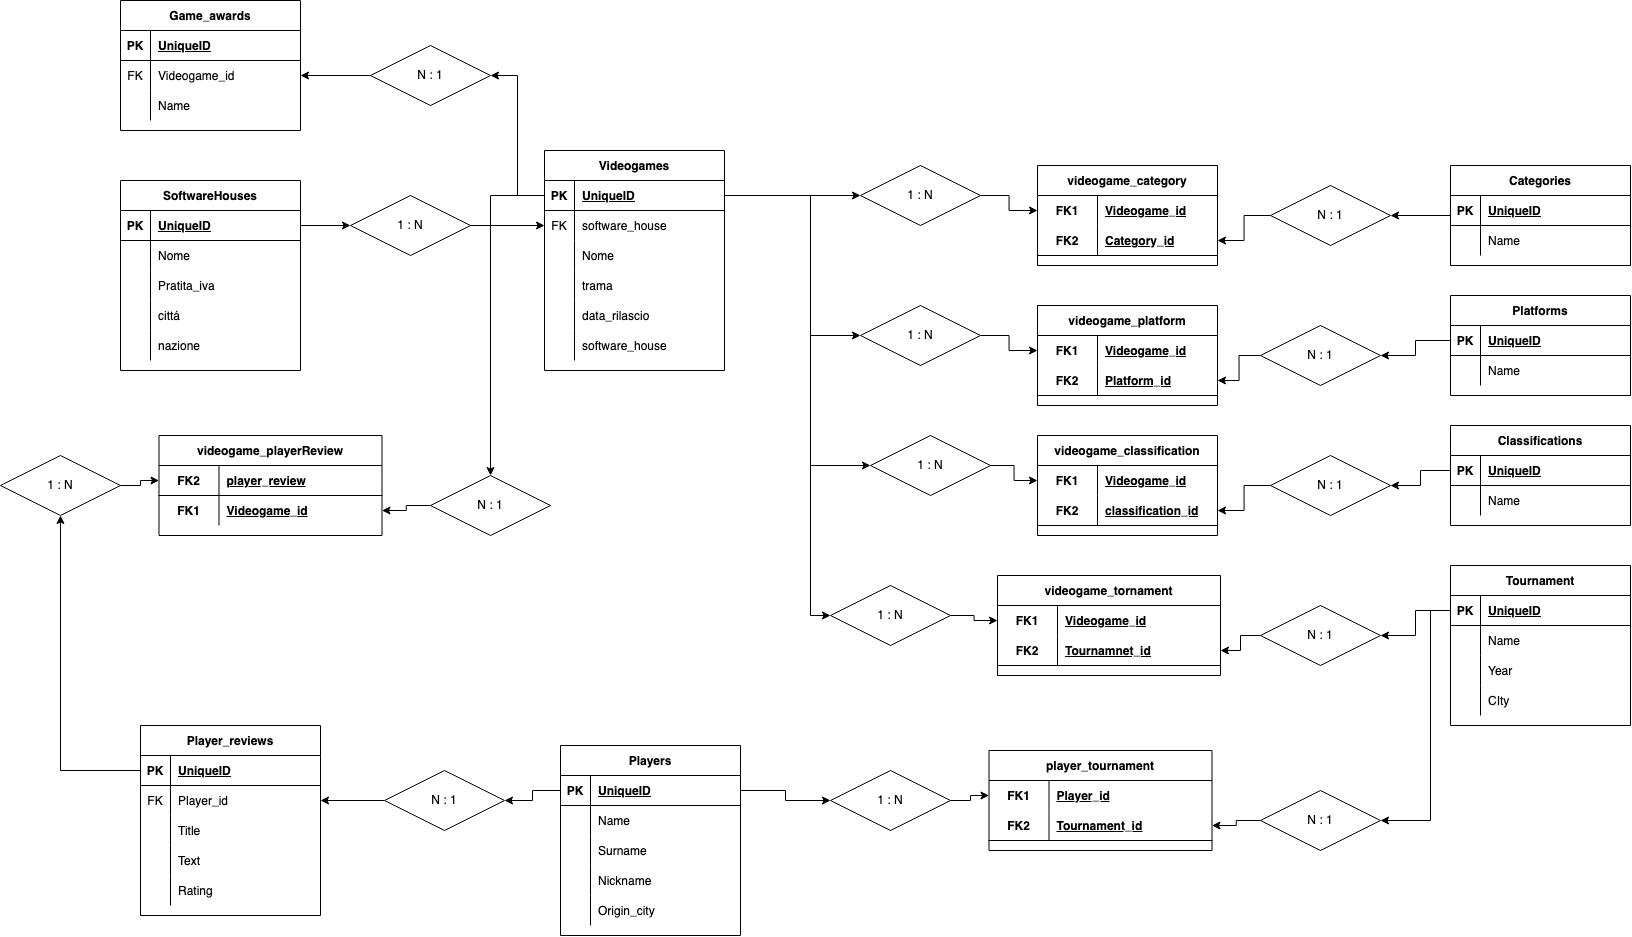 Game_awards
PK UniqueID
FK Videogame_id
Name
N : 1
SoftwareHouses
PK UniqueID
Nome
Pratita_iva
cittá
nazione
1 : N
Videogames
PK UniqueID
FK software_house
Nome
trama
data_rilascio
software_house
1 : N
videogame_category
FK1 Videogame_id
FK2 Category_id
N : 1
Categories
PK UniqueID
Name
1 : N
videogame_platform
FK1 Videogame_id
FK2 Platform_id
N : 1
Platforms
PK UniqueID
Name
1 : N
videogame_classification
FK1 Videogame_id
FK2 classification_id
N : 1
Classifications
PK UniqueID
Name
1 : N
videogame_playerReview
FK2 player_review
FK1 Videogame_id
N : 1
1 : N
videogame_tornament
FK1 Videogame_id
FK2 Tournamnet_id
N : 1
Tournament
PK UniqueID
Name
Year
CIty
Player_reviews
PK UniqueID
FK Player_id
Title
Text
Rating
N : 1
Players
PK UniqueID
Name
Surname
Nickname
Origin_city
1 : N
player_tournament
FK1 Player_id
FK2 Tournament_id
N : 1